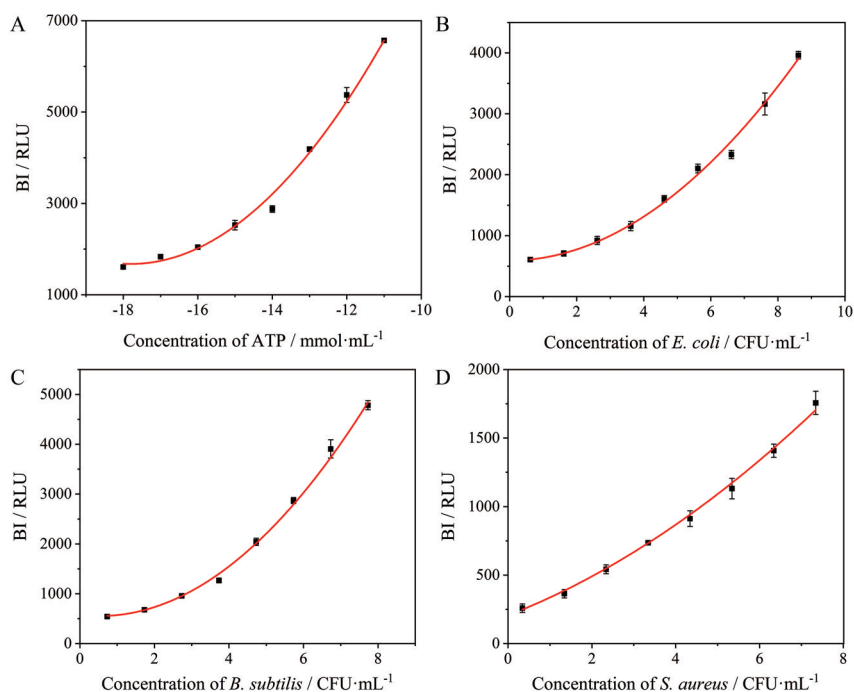 A
BI / RLU
7000
5000
3000
1000
-18 -16 -14 -12 -10
Concentration of ATP / mmol·mL⁻¹
B
BI / RLU
4000
3000
2000
1000
0
0 2 4 6 8 10
Concentration of E. coli / CFU·mL⁻¹
C
BI / RLU
5000
4000
3000
2000
1000
0
0 2 4 6 8
Concentration of B. subtilis / CFU·mL⁻¹
D
BI / RLU
2000
1500
1000
500
0
0 2 4 6 8
Concentration of S. aureus / CFU·mL⁻¹